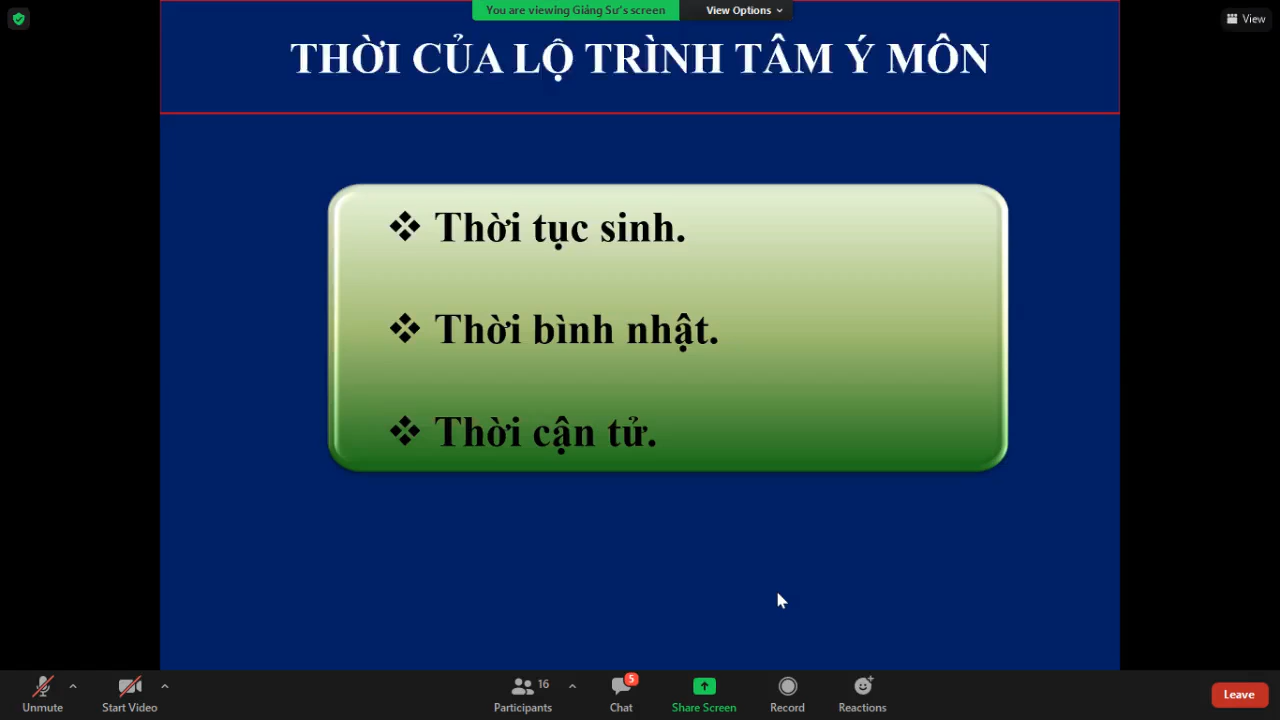 You are viewing Giảng Sư's screen
View Options
View
THỜI CỦA LỘ TRÌNH TÂM Ý MÔN
❖ Thời tục sinh.
❖ Thời bình nhật.
❖ Thời cận tử.
16
5
Unmute
Start Video
Participants
Chat
Share Screen
Record
Reactions
Leave